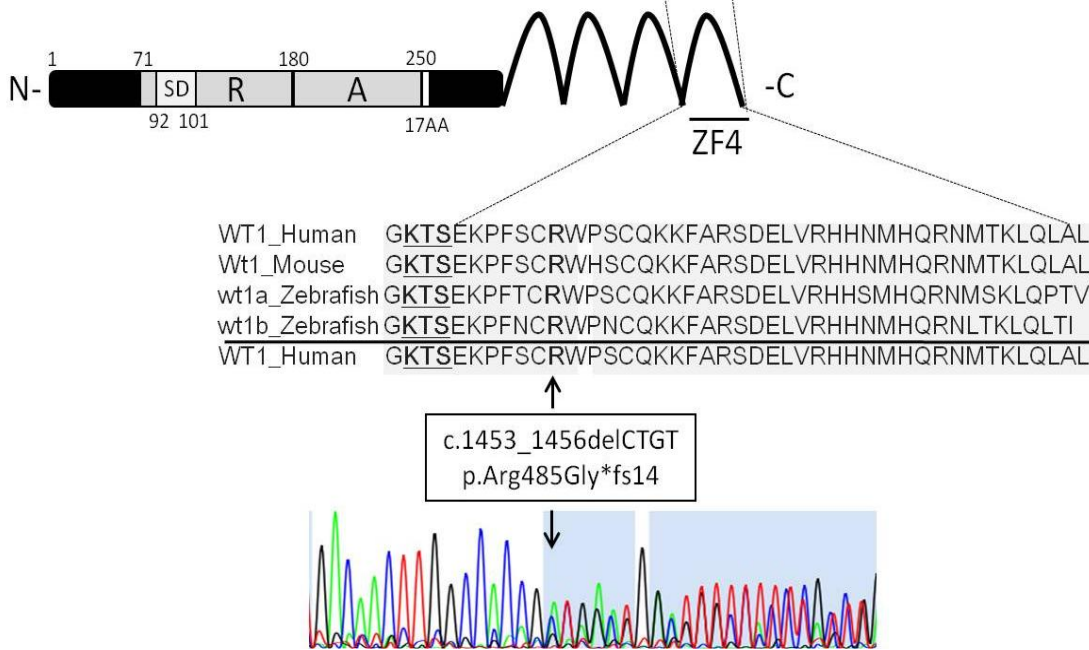 1 71 180 250
N- SD R A -C
92 101 17AA
ZF4
WT1_Human GKTSEKPFSCRWPSCQKKFARSDELVRHHNMHQRNMTKLQLAL
Wt1_Mouse GKTSEKPFSCRWHSCQKKFARSDELVRHHNMHQRNMTKLQLAL
wt1a_Zebrafish GKTSEKPFTCRWPSCQKKFARSDELVRHHSMHQRNMSKLQPTV
wt1b_Zebrafish GKTSEKPFNCRWPNCQKKFARSDELVRHHNMHQRNLTKLQLTI
WT1_Human GKTSEKPFSCRWPSCQKKFARSDELVRHHNMHQRNMTKLQLAL
c.1453_1456delCTGT
p.Arg485Gly*fs14